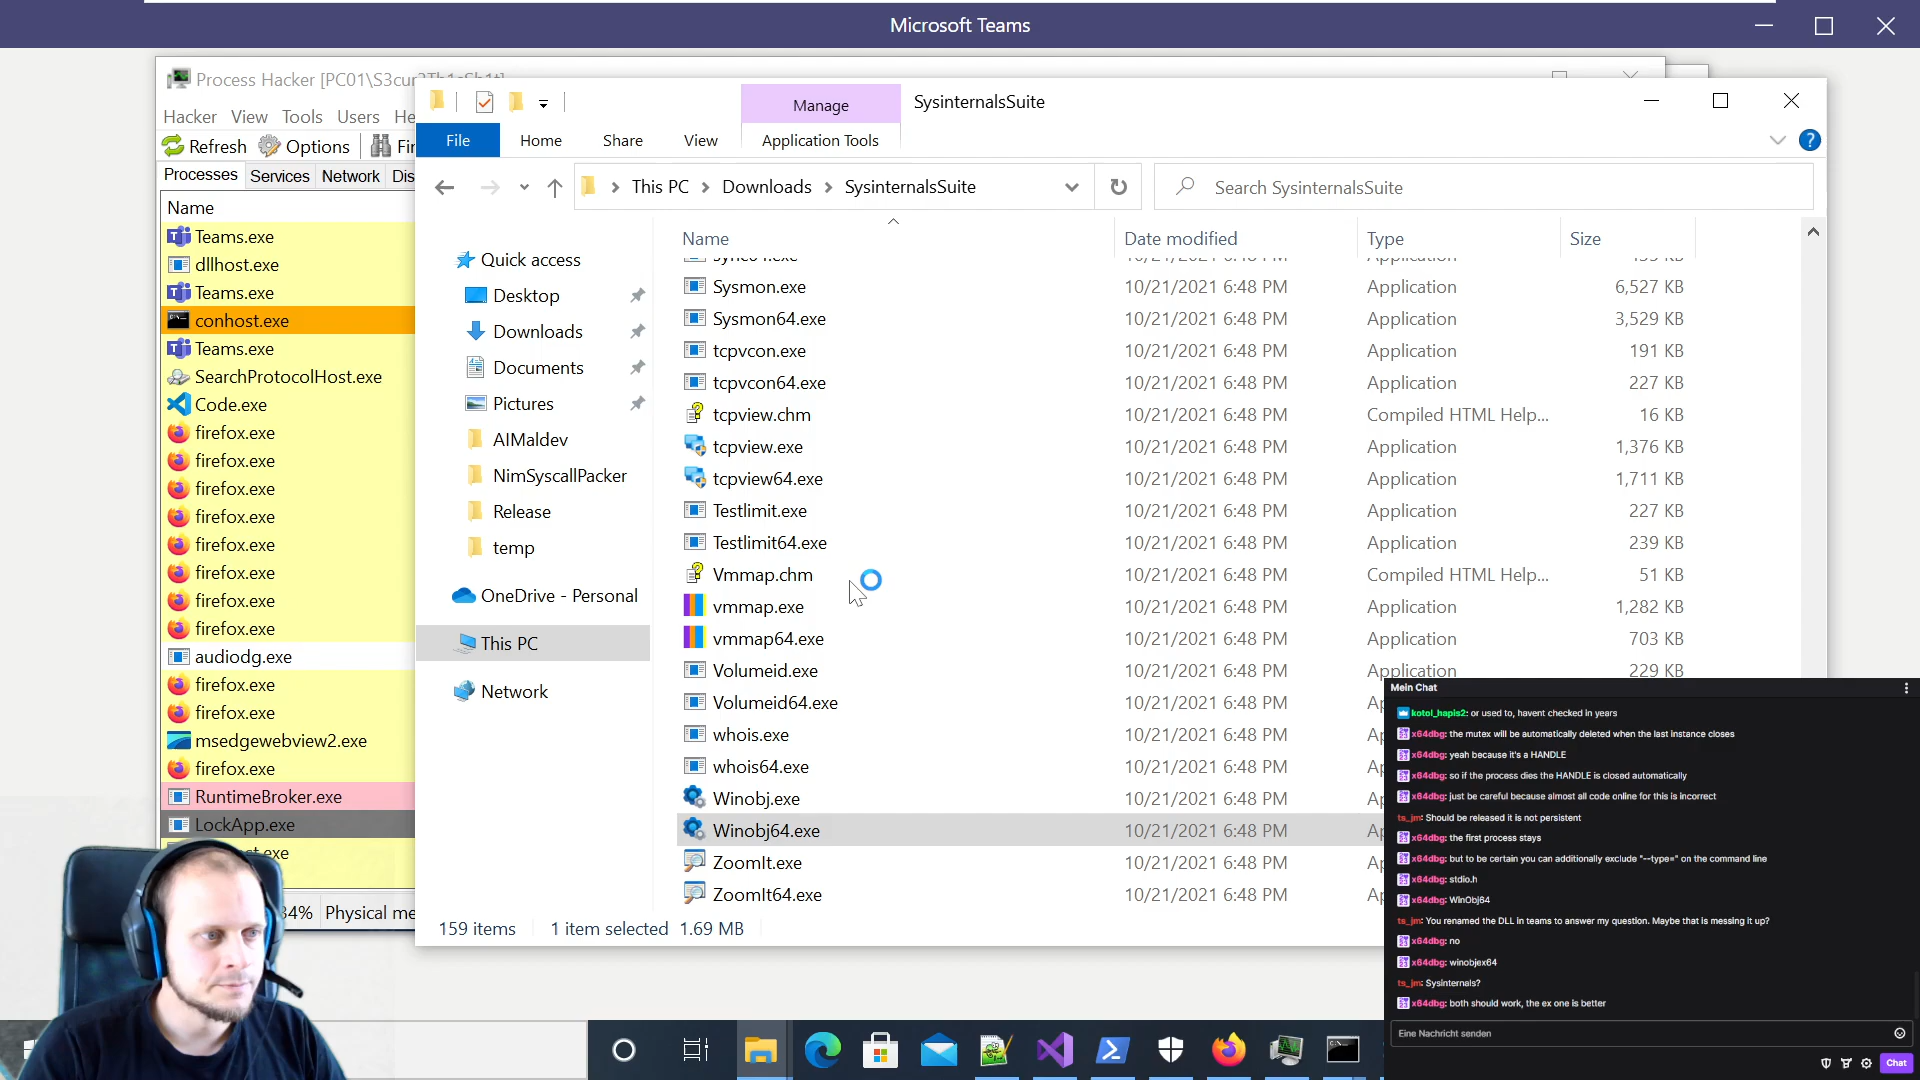 Microsoft Teams
Process Hacker [PC01\S3cur3Th1sSh1t]
Hacker View Tools Users He
Refresh Options Fin
Processes Services Network Dis
Name
Teams.exe
dllhost.exe
Teams.exe
conhost.exe
Teams.exe
SearchProtocolHost.exe
Code.exe
firefox.exe
firefox.exe
firefox.exe
firefox.exe
firefox.exe
firefox.exe
firefox.exe
firefox.exe
audiodg.exe
firefox.exe
firefox.exe
msedgewebview2.exe
firefox.exe
RuntimeBroker.exe
LockApp.exe
34% Physical me
Manage SysinternalsSuite
File Home Share View Application Tools
This PC Downloads SysinternalsSuite
Search SysinternalsSuite
Quick access
Desktop
Downloads
Documents
Pictures
AIMaldev
NimSyscallPacker
Release
temp
OneDrive - Personal
This PC
Network
Name Date modified Type Size
Sysmon.exe 10/21/2021 6:48 PM Application 6,527 KB
Sysmon64.exe 10/21/2021 6:48 PM Application 3,529 KB
tcpvcon.exe 10/21/2021 6:48 PM Application 191 KB
tcpvcon64.exe 10/21/2021 6:48 PM Application 227 KB
tcpview.chm 10/21/2021 6:48 PM Compiled HTML Help... 16 KB
tcpview.exe 10/21/2021 6:48 PM Application 1,376 KB
tcpview64.exe 10/21/2021 6:48 PM Application 1,711 KB
Testlimit.exe 10/21/2021 6:48 PM Application 227 KB
Testlimit64.exe 10/21/2021 6:48 PM Application 239 KB
Vmmap.chm 10/21/2021 6:48 PM Compiled HTML Help... 51 KB
vmmap.exe 10/21/2021 6:48 PM Application 1,282 KB
vmmap64.exe 10/21/2021 6:48 PM Application 703 KB
Volumeid.exe 10/21/2021 6:48 PM Application 229 KB
Volumeid64.exe 10/21/2021 6:48 PM Ap
whois.exe 10/21/2021 6:48 PM Ap
whois64.exe 10/21/2021 6:48 PM Ap
Winobj.exe 10/21/2021 6:48 PM Ap
Winobj64.exe 10/21/2021 6:48 PM Ap
ZoomIt.exe 10/21/2021 6:48 PM Ap
ZoomIt64.exe 10/21/2021 6:48 PM Ap
159 items 1 item selected 1.69 MB
Mein Chat
kotol_hapis2: or used to, havent checked in years
x64dbg: the mutex will be automatically deleted when the last instance closes
x64dbg: yeah because it's a HANDLE
x64dbg: so if the process dies the HANDLE is closed automatically
x64dbg: just be careful because almost all code online for this is incorrect
ts_jm: Should be released it is not persistent
x64dbg: the first process stays
x64dbg: but to be certain you can additionally exclude "--type=" on the command line
x64dbg: stdio.h
x64dbg: WinObj64
ts_jm: You renamed the DLL in teams to answer my question. Maybe that is messing it up?
x64dbg: no
x64dbg: winobjex64
ts_jm: Sysinternals?
x64dbg: both should work, the ex one is better
Eine Nachricht senden
Chat